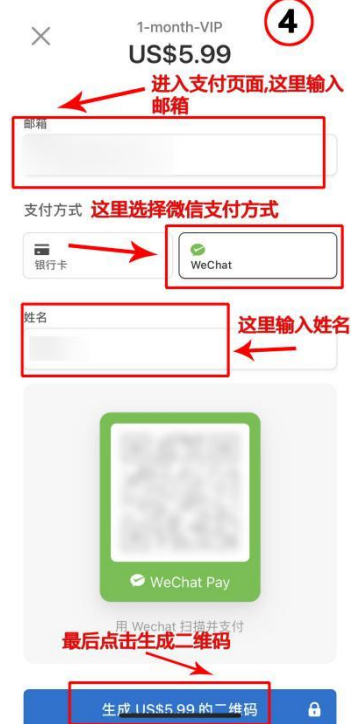 1-month-VIP
④
US$5.99
进入支付页面,这里输入
邮箱
邮箱
支付方式 这里选择微信支付方式
银行卡
WeChat
姓名
这里输入姓名
WeChat Pay
用 Wechat 扫描并支付
最后点击生成二维码
生成 US$5.99 的二维码